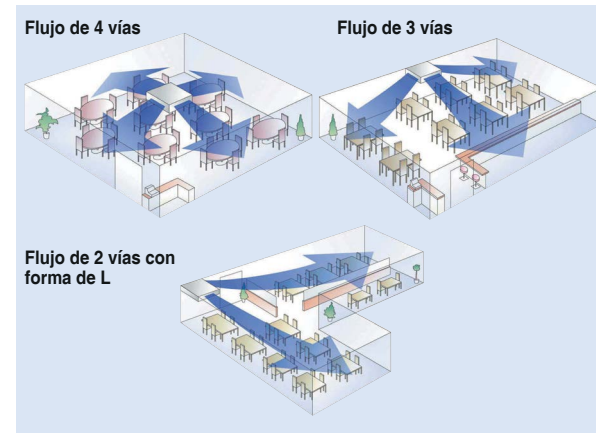 Flujo de 4 vías
Flujo de 3 vías
Flujo de 2 vías con
forma de L